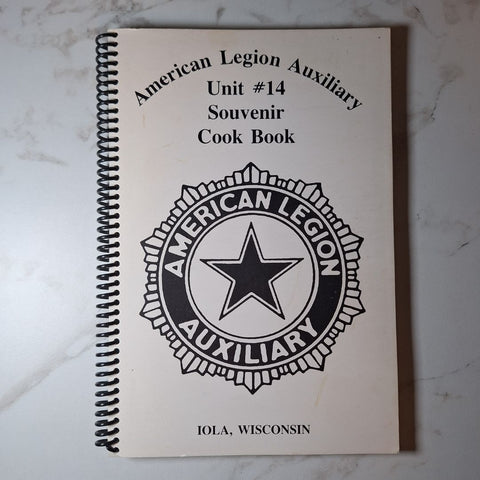 American Legion Auxiliary
Unit #14
Souvenir
Cook Book
AMERICAN LEGION
AUXILIARY
IOLA, WISCONSIN